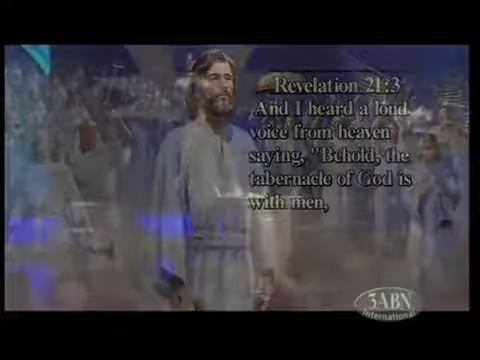 Revelation 21:3
And I heard a loud
voice from heaven
saying, "Behold, the
tabernacle of God is
with men,
3ABN
International